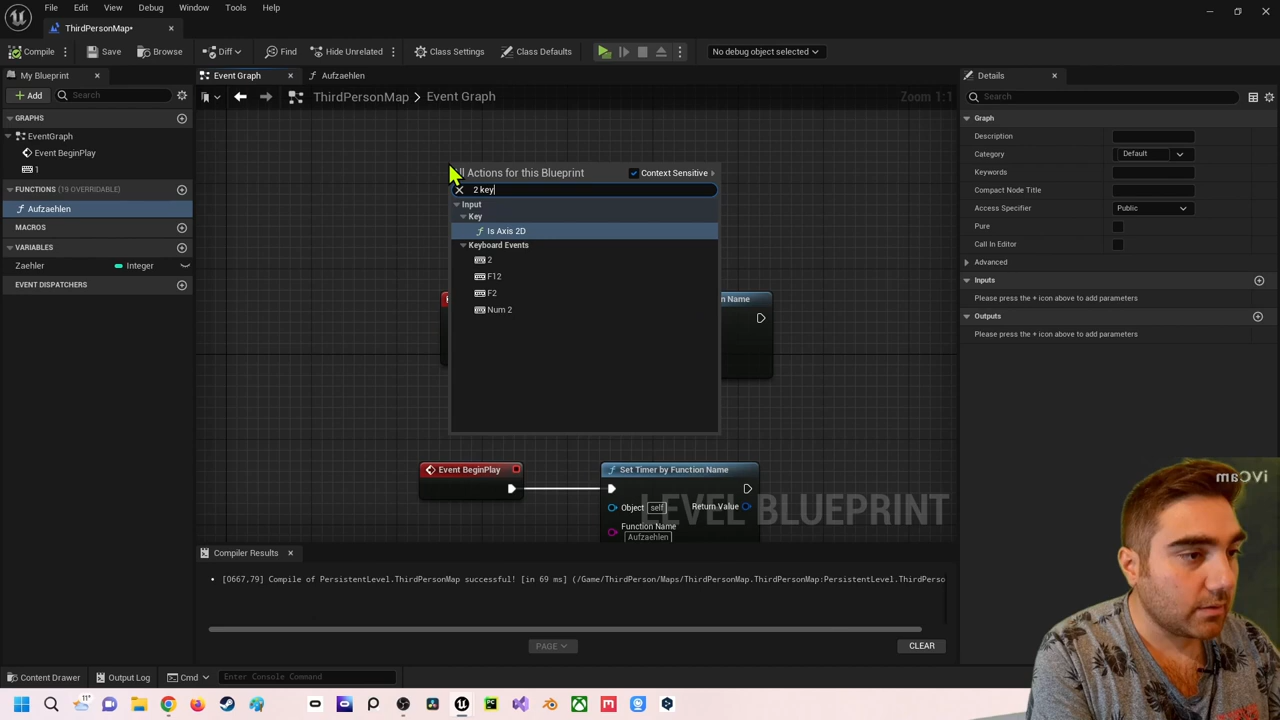 File Edit View Debug Window Tools Help
ThirdPersonMap*
Compile Save Browse Diff Find Hide Unrelated Class Settings Class Defaults No debug object selected
My Blueprint
Event Graph Aufzaehlen
Details
Add Search
ThirdPersonMap > Event Graph
Zoom 1:1
Search
GRAPHS
EventGraph
Event BeginPlay
1
FUNCTIONS (19 OVERRIDABLE)
Aufzaehlen
MACROS
VARIABLES
Zaehler Integer
EVENT DISPATCHERS
Actions for this Blueprint Context Sensitive
2 key
Input
Key
Is Axis 2D
Keyboard Events
2
F12
F2
Num 2
n Name
Event BeginPlay
Set Timer by Function Name
Object self
Return Value
Function Name
Aufzaehlen
LEVEL BLUEPRINT
Graph
Description
Category Default
Keywords
Compact Node Title
Access Specifier Public
Pure
Call In Editor
Advanced
Inputs
Please press the + icon above to add parameters
Outputs
Please press the + icon above to add parameters
iVCam
Compiler Results
[0667,79] Compile of PersistentLevel.ThirdPersonMap successful! [in 69 ms] (/Game/ThirdPerson/Maps/ThirdPersonMap.ThirdPersonMap:PersistentLevel.ThirdPerso
PAGE
CLEAR
Content Drawer Output Log Cmd Enter Console Command
11°